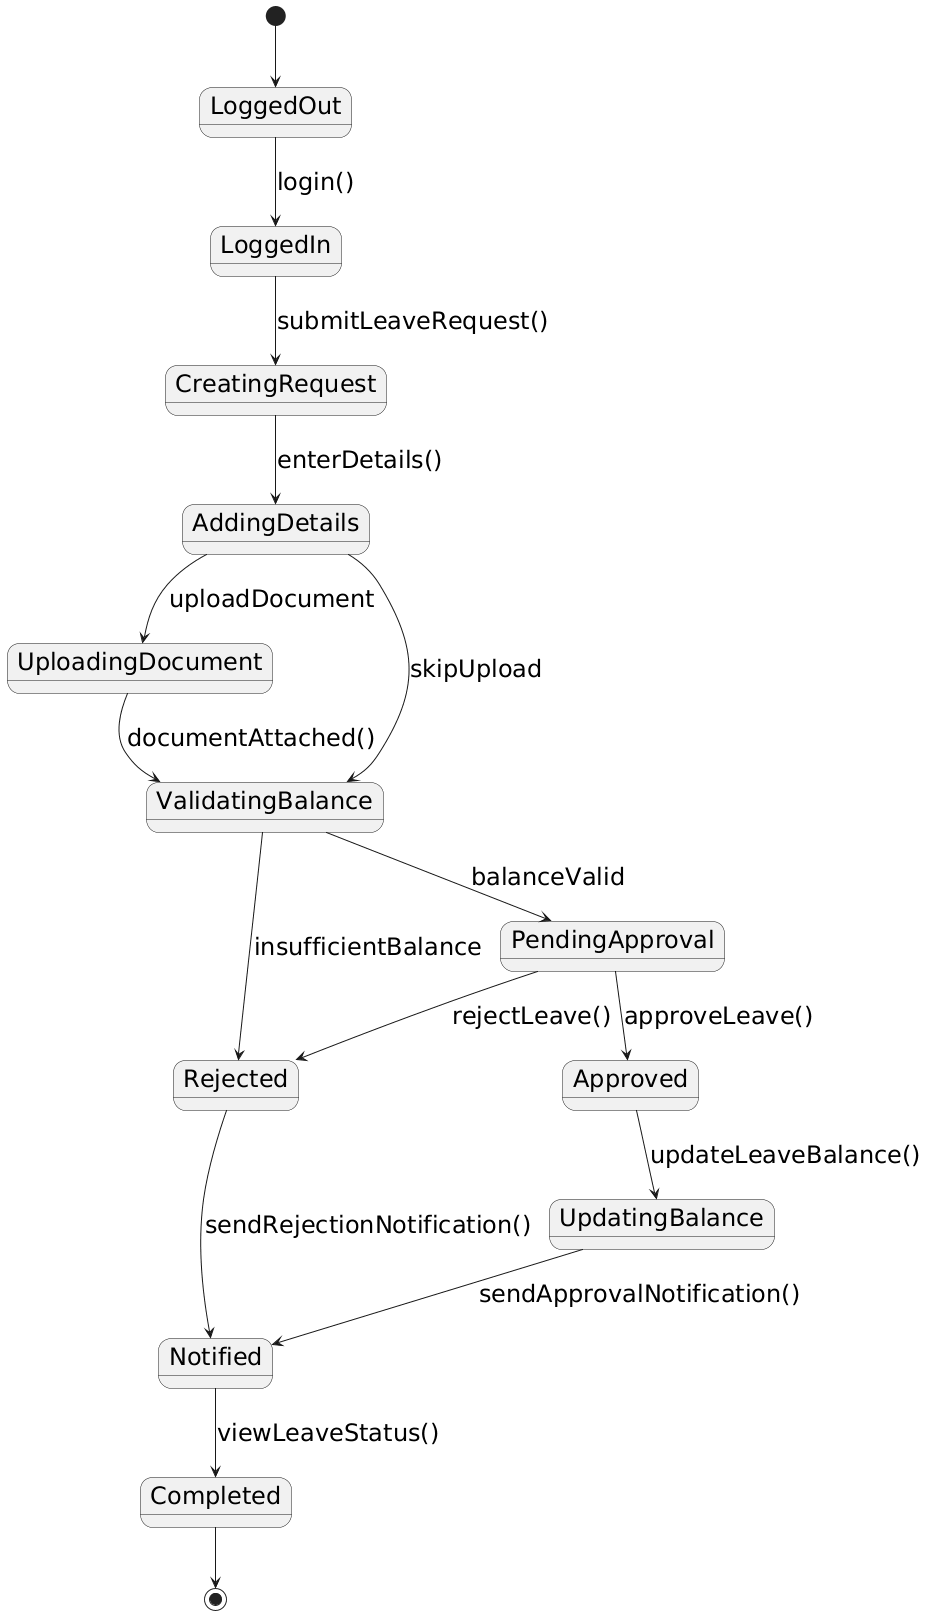 LoggedOut
login()
LoggedIn
submitLeaveRequest()
CreatingRequest
enterDetails()
AddingDetails
uploadDocument
UploadingDocument
skipUpload
documentAttached()
ValidatingBalance
balanceValid
PendingApproval
insufficientBalance
rejectLeave()
approveLeave()
Rejected
Approved
updateLeaveBalance()
UpdatingBalance
sendRejectionNotification()
sendApprovalNotification()
Notified
viewLeaveStatus()
Completed